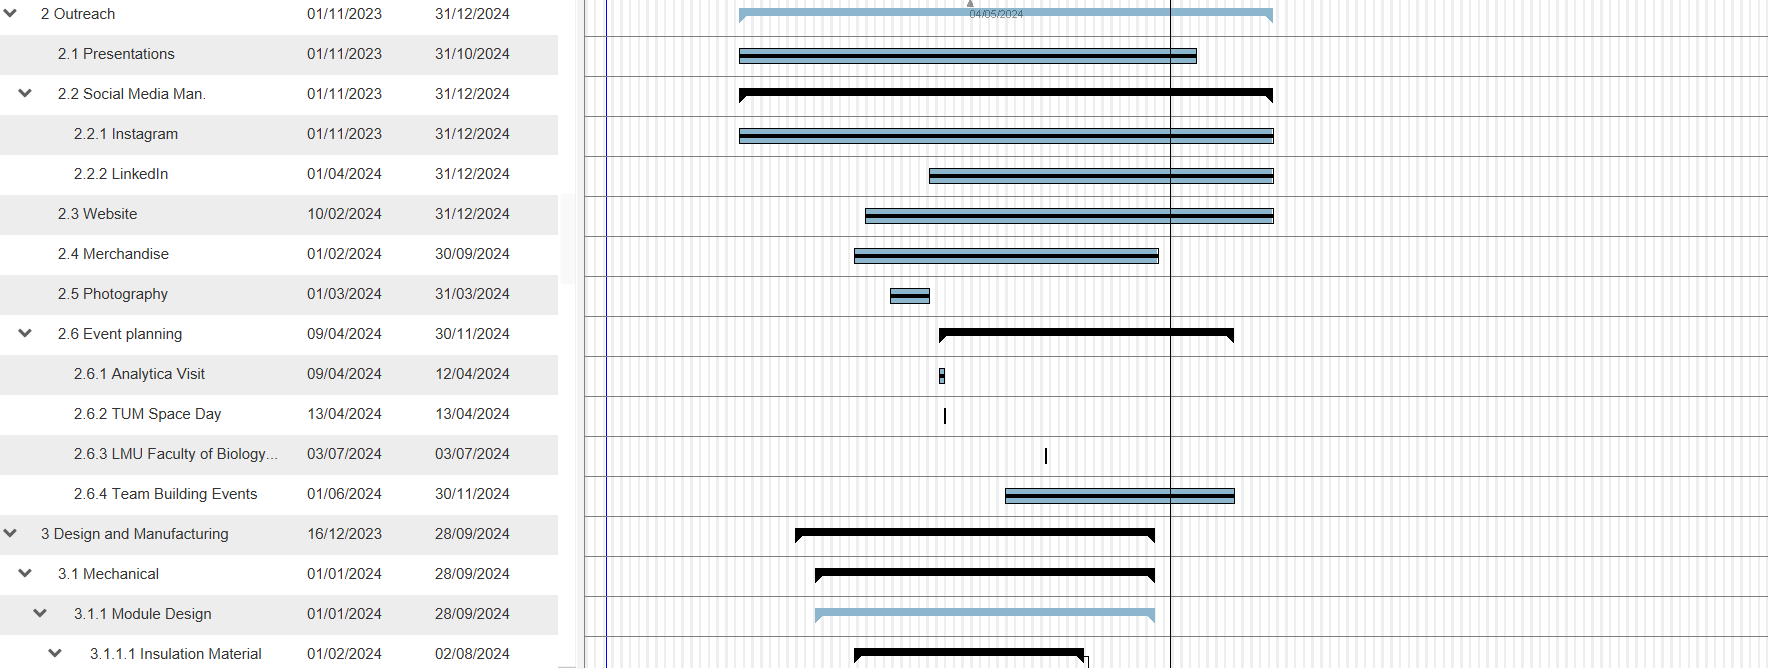 2 Outreach 01/11/2023 31/12/2024 04/05/2024
2.1 Presentations 01/11/2023 31/10/2024
2.2 Social Media Man. 01/11/2023 31/12/2024
2.2.1 Instagram 01/11/2023 31/12/2024
2.2.2 LinkedIn 01/04/2024 31/12/2024
2.3 Website 10/02/2024 31/12/2024
2.4 Merchandise 01/02/2024 30/09/2024
2.5 Photography 01/03/2024 31/03/2024
2.6 Event planning 09/04/2024 30/11/2024
2.6.1 Analytica Visit 09/04/2024 12/04/2024
2.6.2 TUM Space Day 13/04/2024 13/04/2024
2.6.3 LMU Faculty of Biology... 03/07/2024 03/07/2024
2.6.4 Team Building Events 01/06/2024 30/11/2024
3 Design and Manufacturing 16/12/2023 28/09/2024
3.1 Mechanical 01/01/2024 28/09/2024
3.1.1 Module Design 01/01/2024 28/09/2024
3.1.1.1 Insulation Material 01/02/2024 02/08/2024